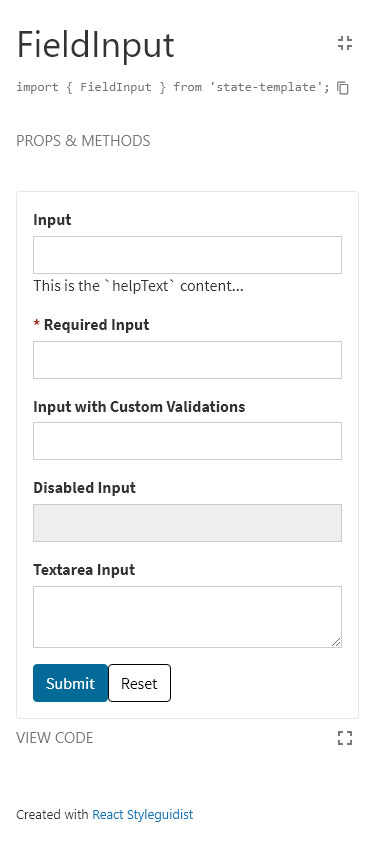 FieldInput
import { FieldInput } from 'state-template';
PROPS & METHODS
Input
This is the `helpText` content...
* Required Input
Input with Custom Validations
Disabled Input
Textarea Input
Submit Reset
VIEW CODE
Created with React Styleguidist